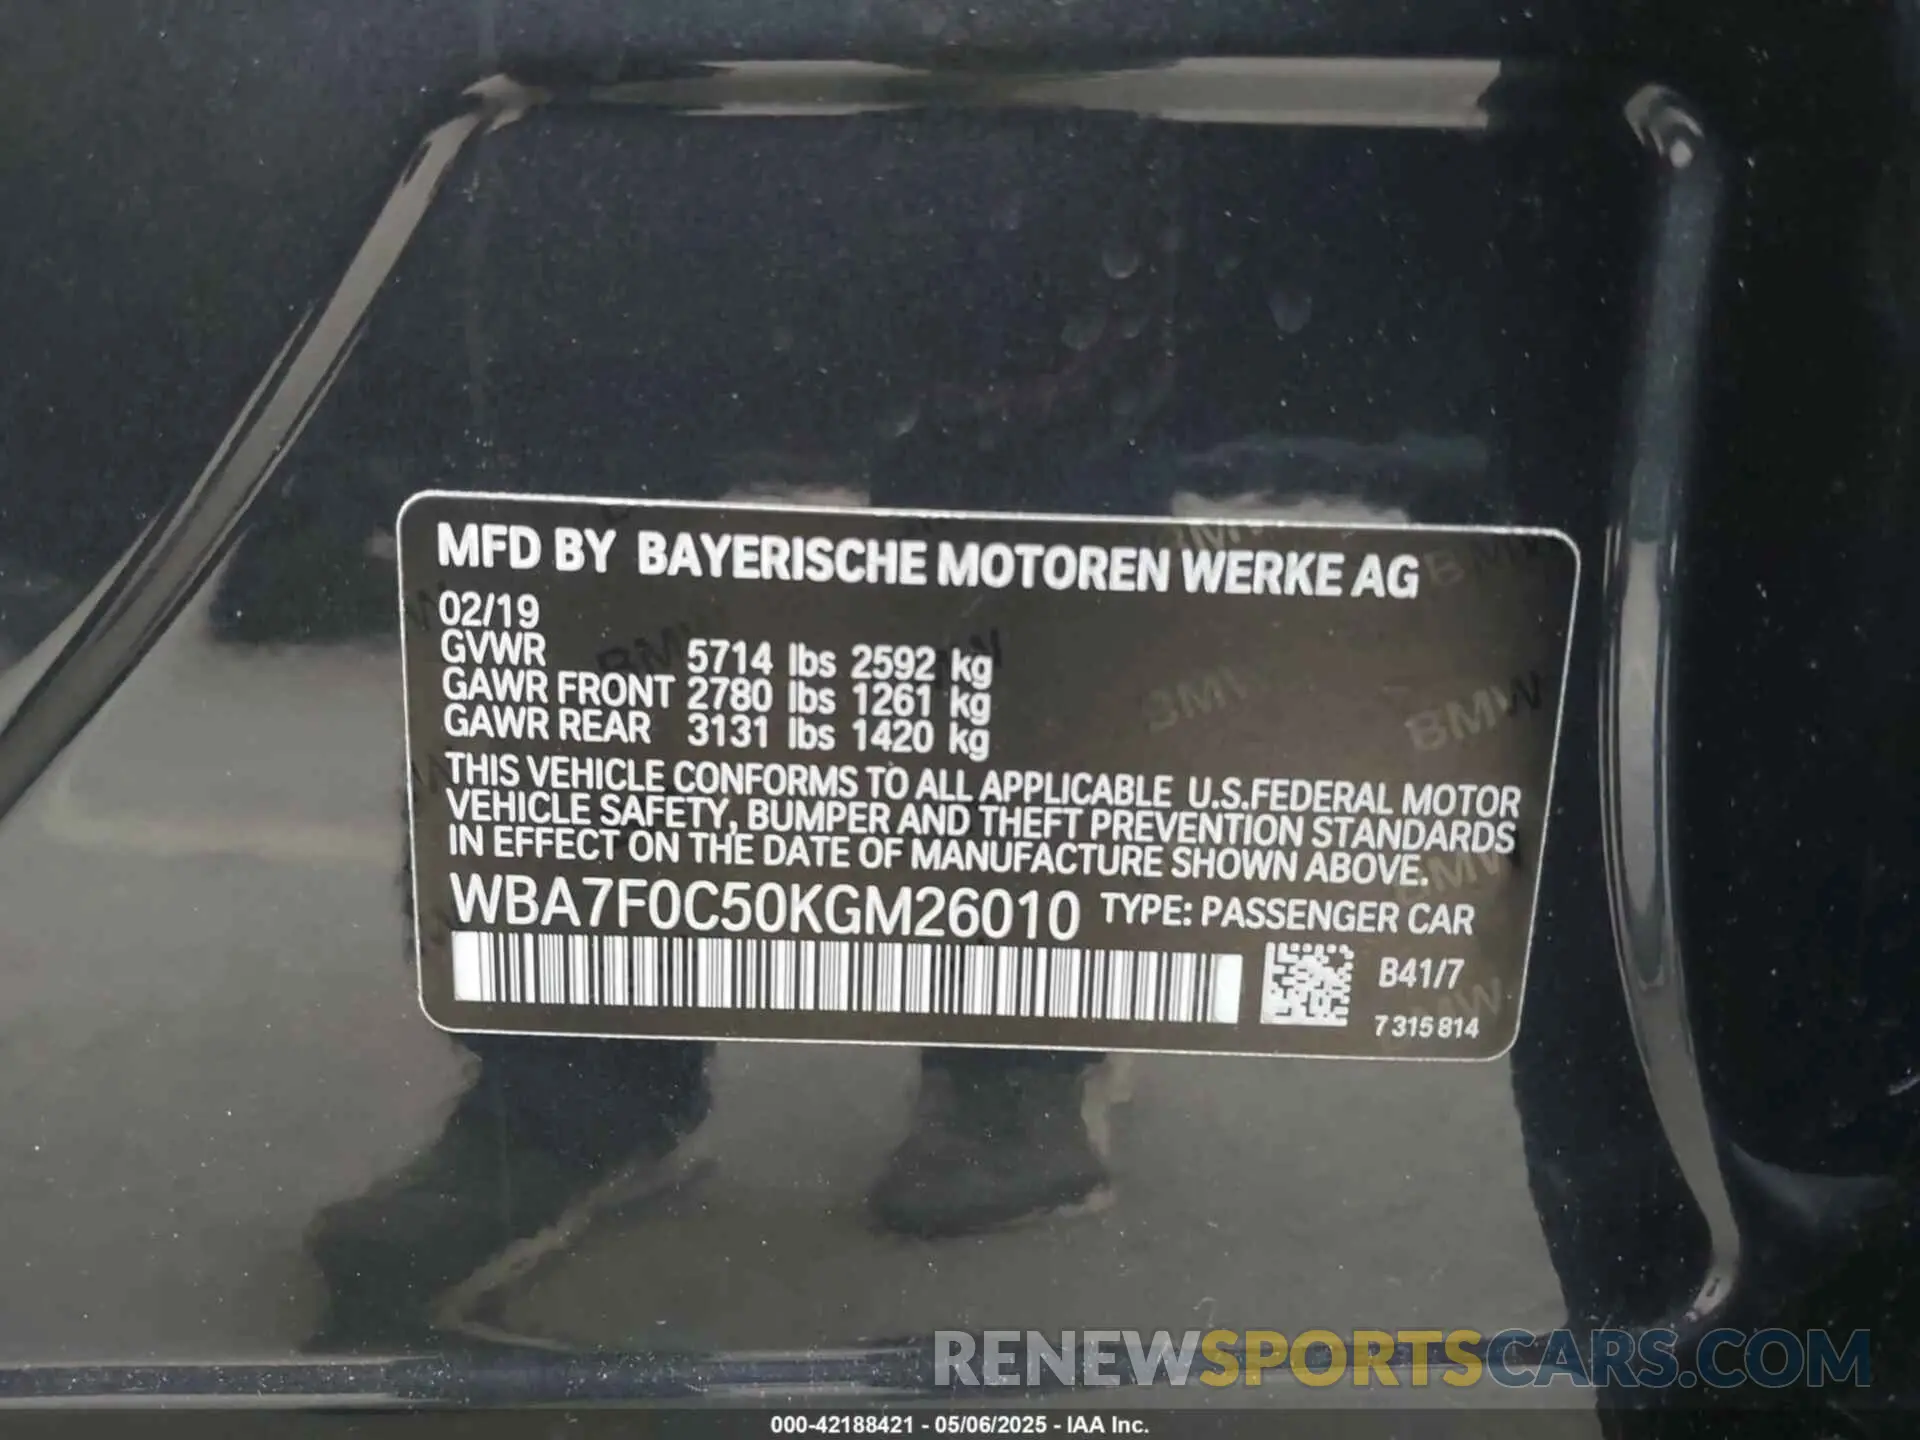 MFD BY BAYERISCHE MOTOREN WERKE AG
02/19
GVWR 5714 lbs 2592 kg
GAWR FRONT 2780 lbs 1261 kg
GAWR REAR 3131 lbs 1420 kg
THIS VEHICLE CONFORMS TO ALL APPLICABLE U.S.FEDERAL MOTOR
VEHICLE SAFETY, BUMPER AND THEFT PREVENTION STANDARDS
IN EFFECT ON THE DATE OF MANUFACTURE SHOWN ABOVE.
WBA7F0C50KGM26010 TYPE: PASSENGER CAR
B41/7
7 315 814
RENEWSPORTSCARS.COM
000-42188421 - 05/06/2025 - IAA Inc.